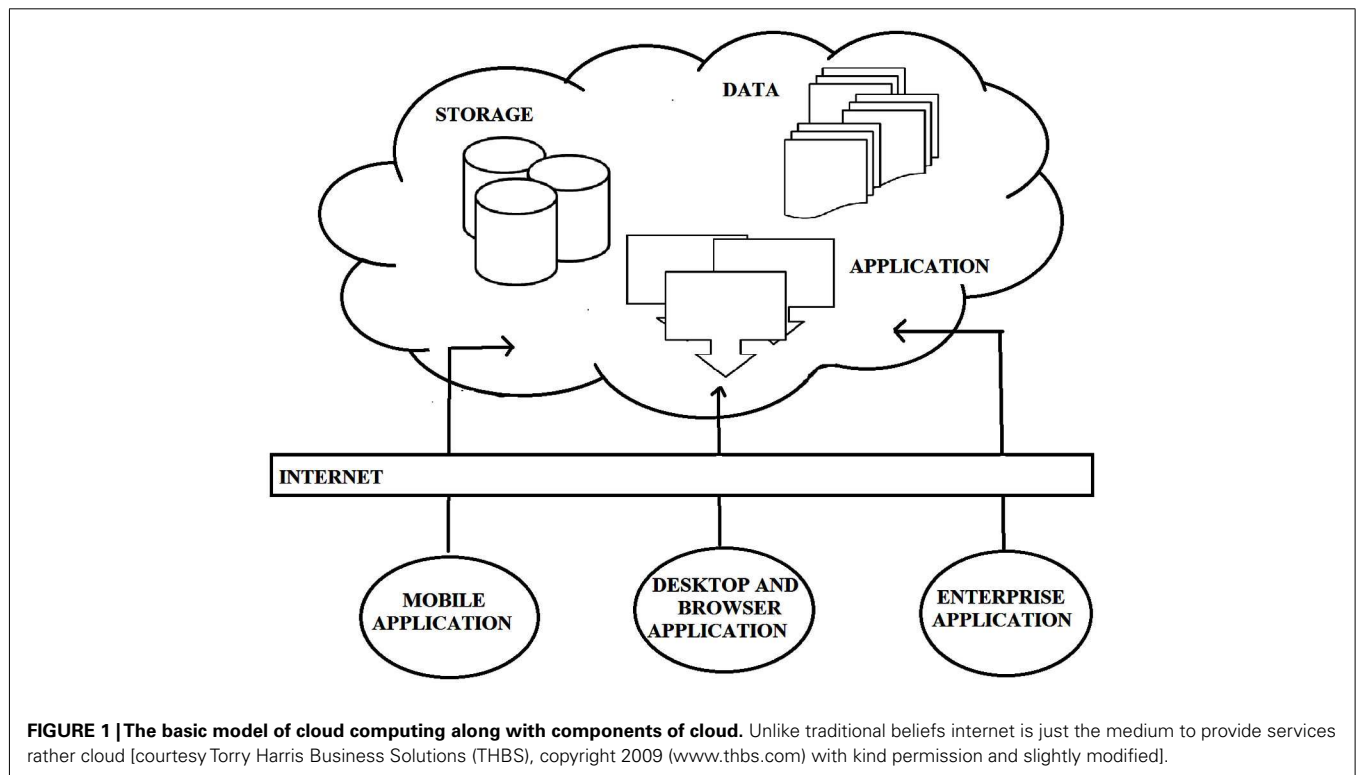 DATA
STORAGE
APPLICATION
INTERNET
MOBILE
APPLICATION
DESKTOP AND
BROWSER
APPLICATION
ENTERPRISE
APPLICATION
FIGURE 1 | The basic model of cloud computing along with components of cloud. Unlike traditional beliefs internet is just the medium to provide services
rather cloud [courtesy Torry Harris Business Solutions (THBS), copyright 2009 (www.thbs.com) with kind permission and slightly modified].